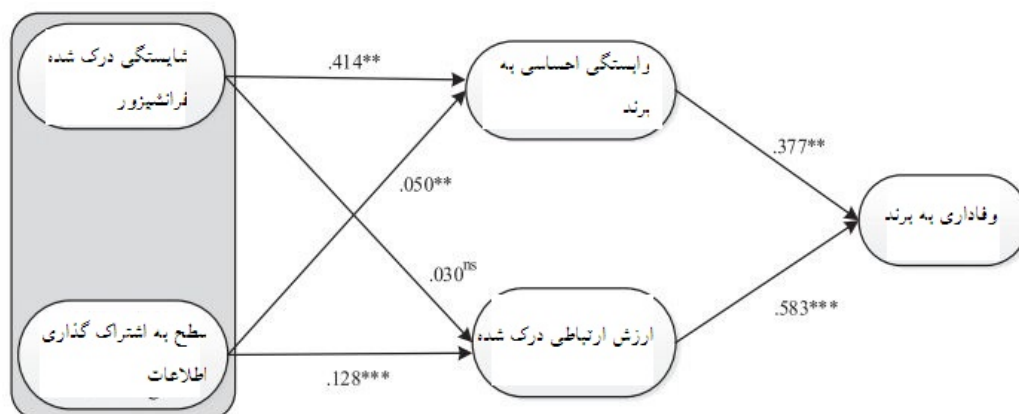 شایستگی درک شده
فرانشیزور
.414**
وابستگی احساسی به
برند
.050**
.377**
وفاداری به برند
.030ns
سطح به اشتراک گذاری
اطلاعات
.128***
ارزش ارتباطی درک شده
.583***